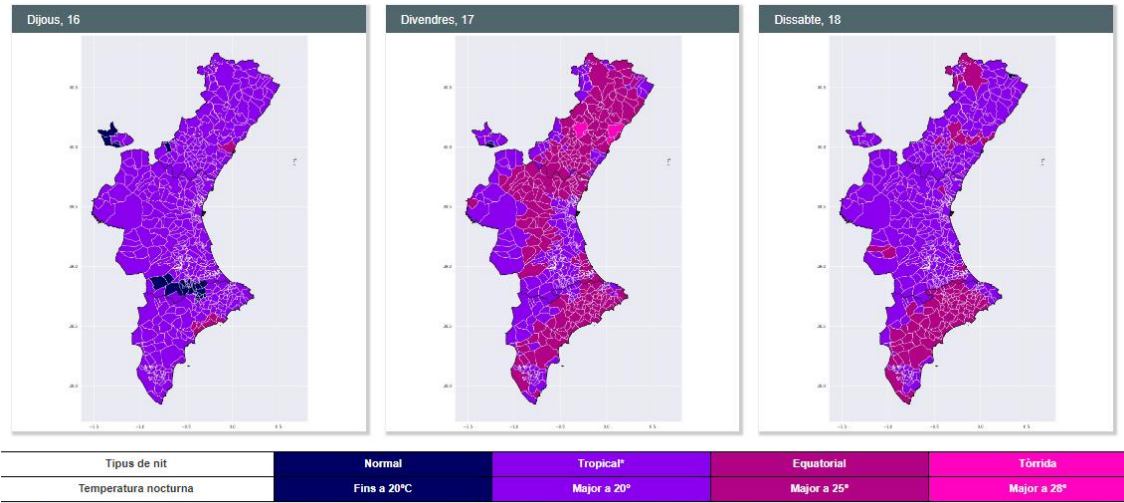 Dijous, 16
Divendres, 17
Dissabte, 18
Tipus de nit Normal Tropical* Equatorial Tòrrida
Temperatura nocturna Fins a 20ºC Major a 20º Major a 25º Major a 28º